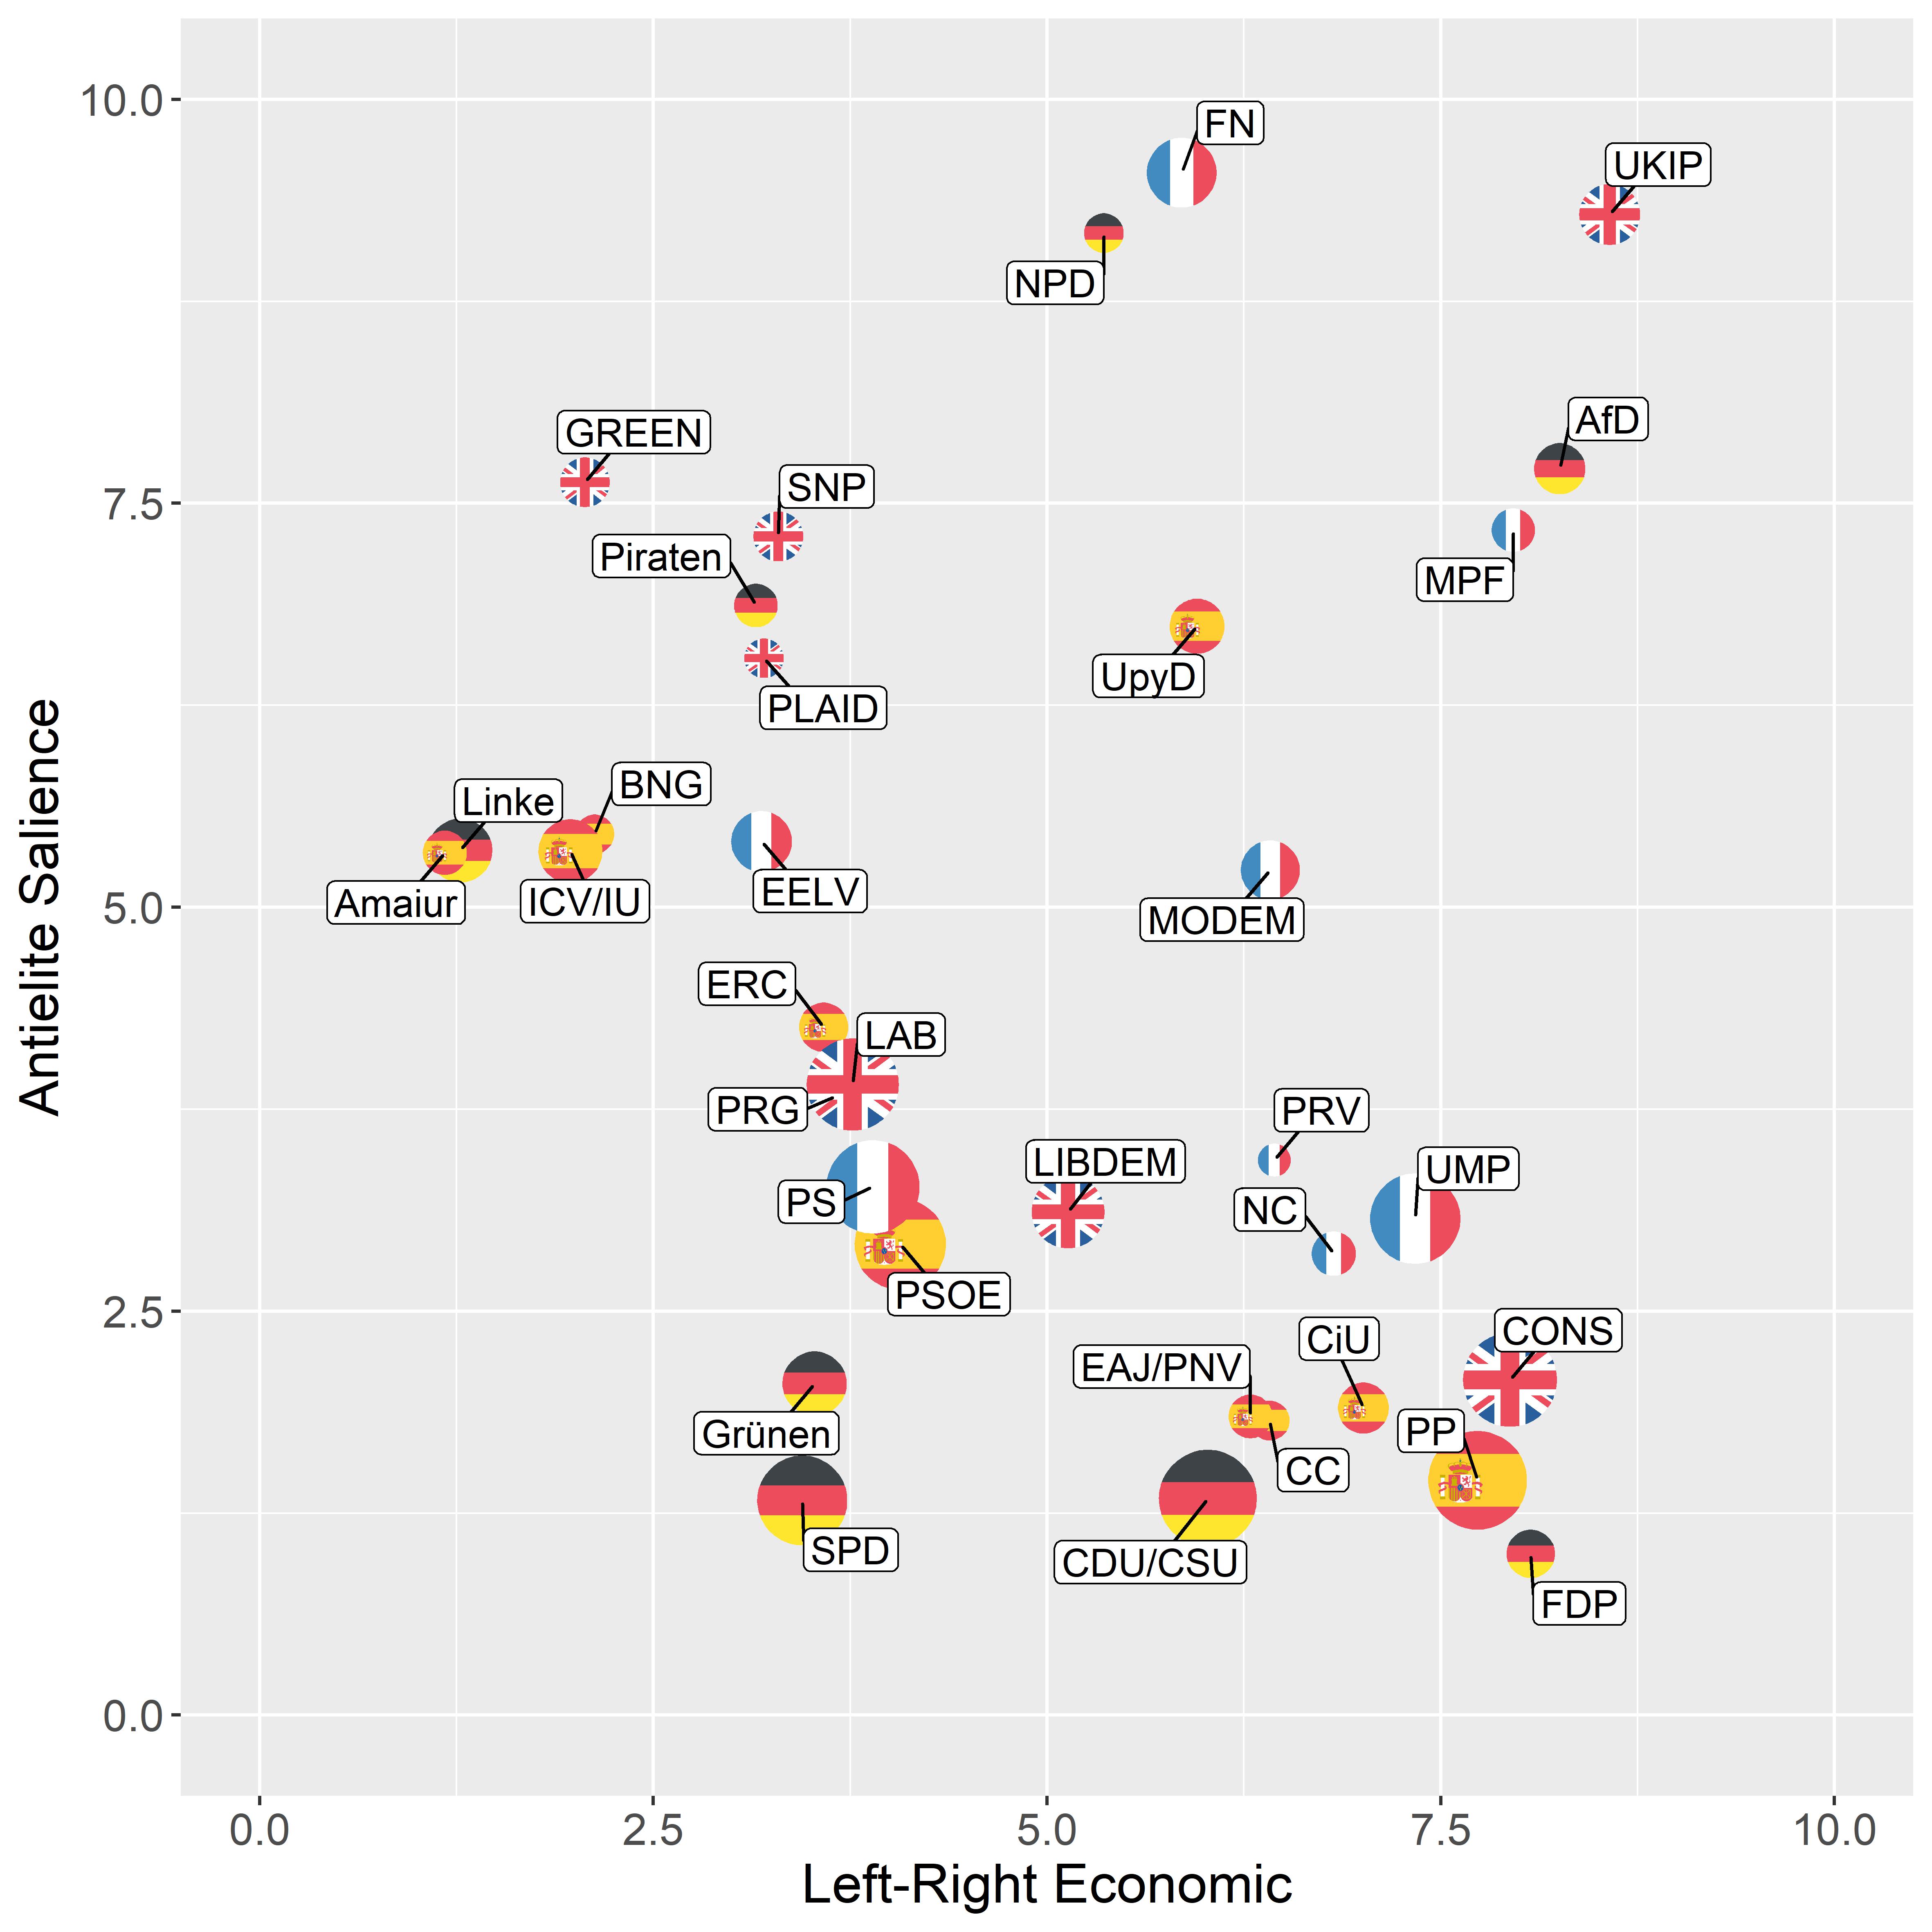 10.0
FN
UKIP
NPD
AfD
GREEN
SNP
7.5
Piraten
MPF
UpyD
PLAID
BNG
Linke
EELV
Amaiur
ICV/IU
5.0
MODEM
ERC
LAB
PRG
PRV
LIBDEM
UMP
PS
NC
PSOE
2.5
CONS
CiU
EAJ/PNV
PP
Grünen
CC
SPD
CDU/CSU
FDP
0.0
Antielite Salience
0.0 2.5 5.0 7.5 10.0
Left-Right Economic